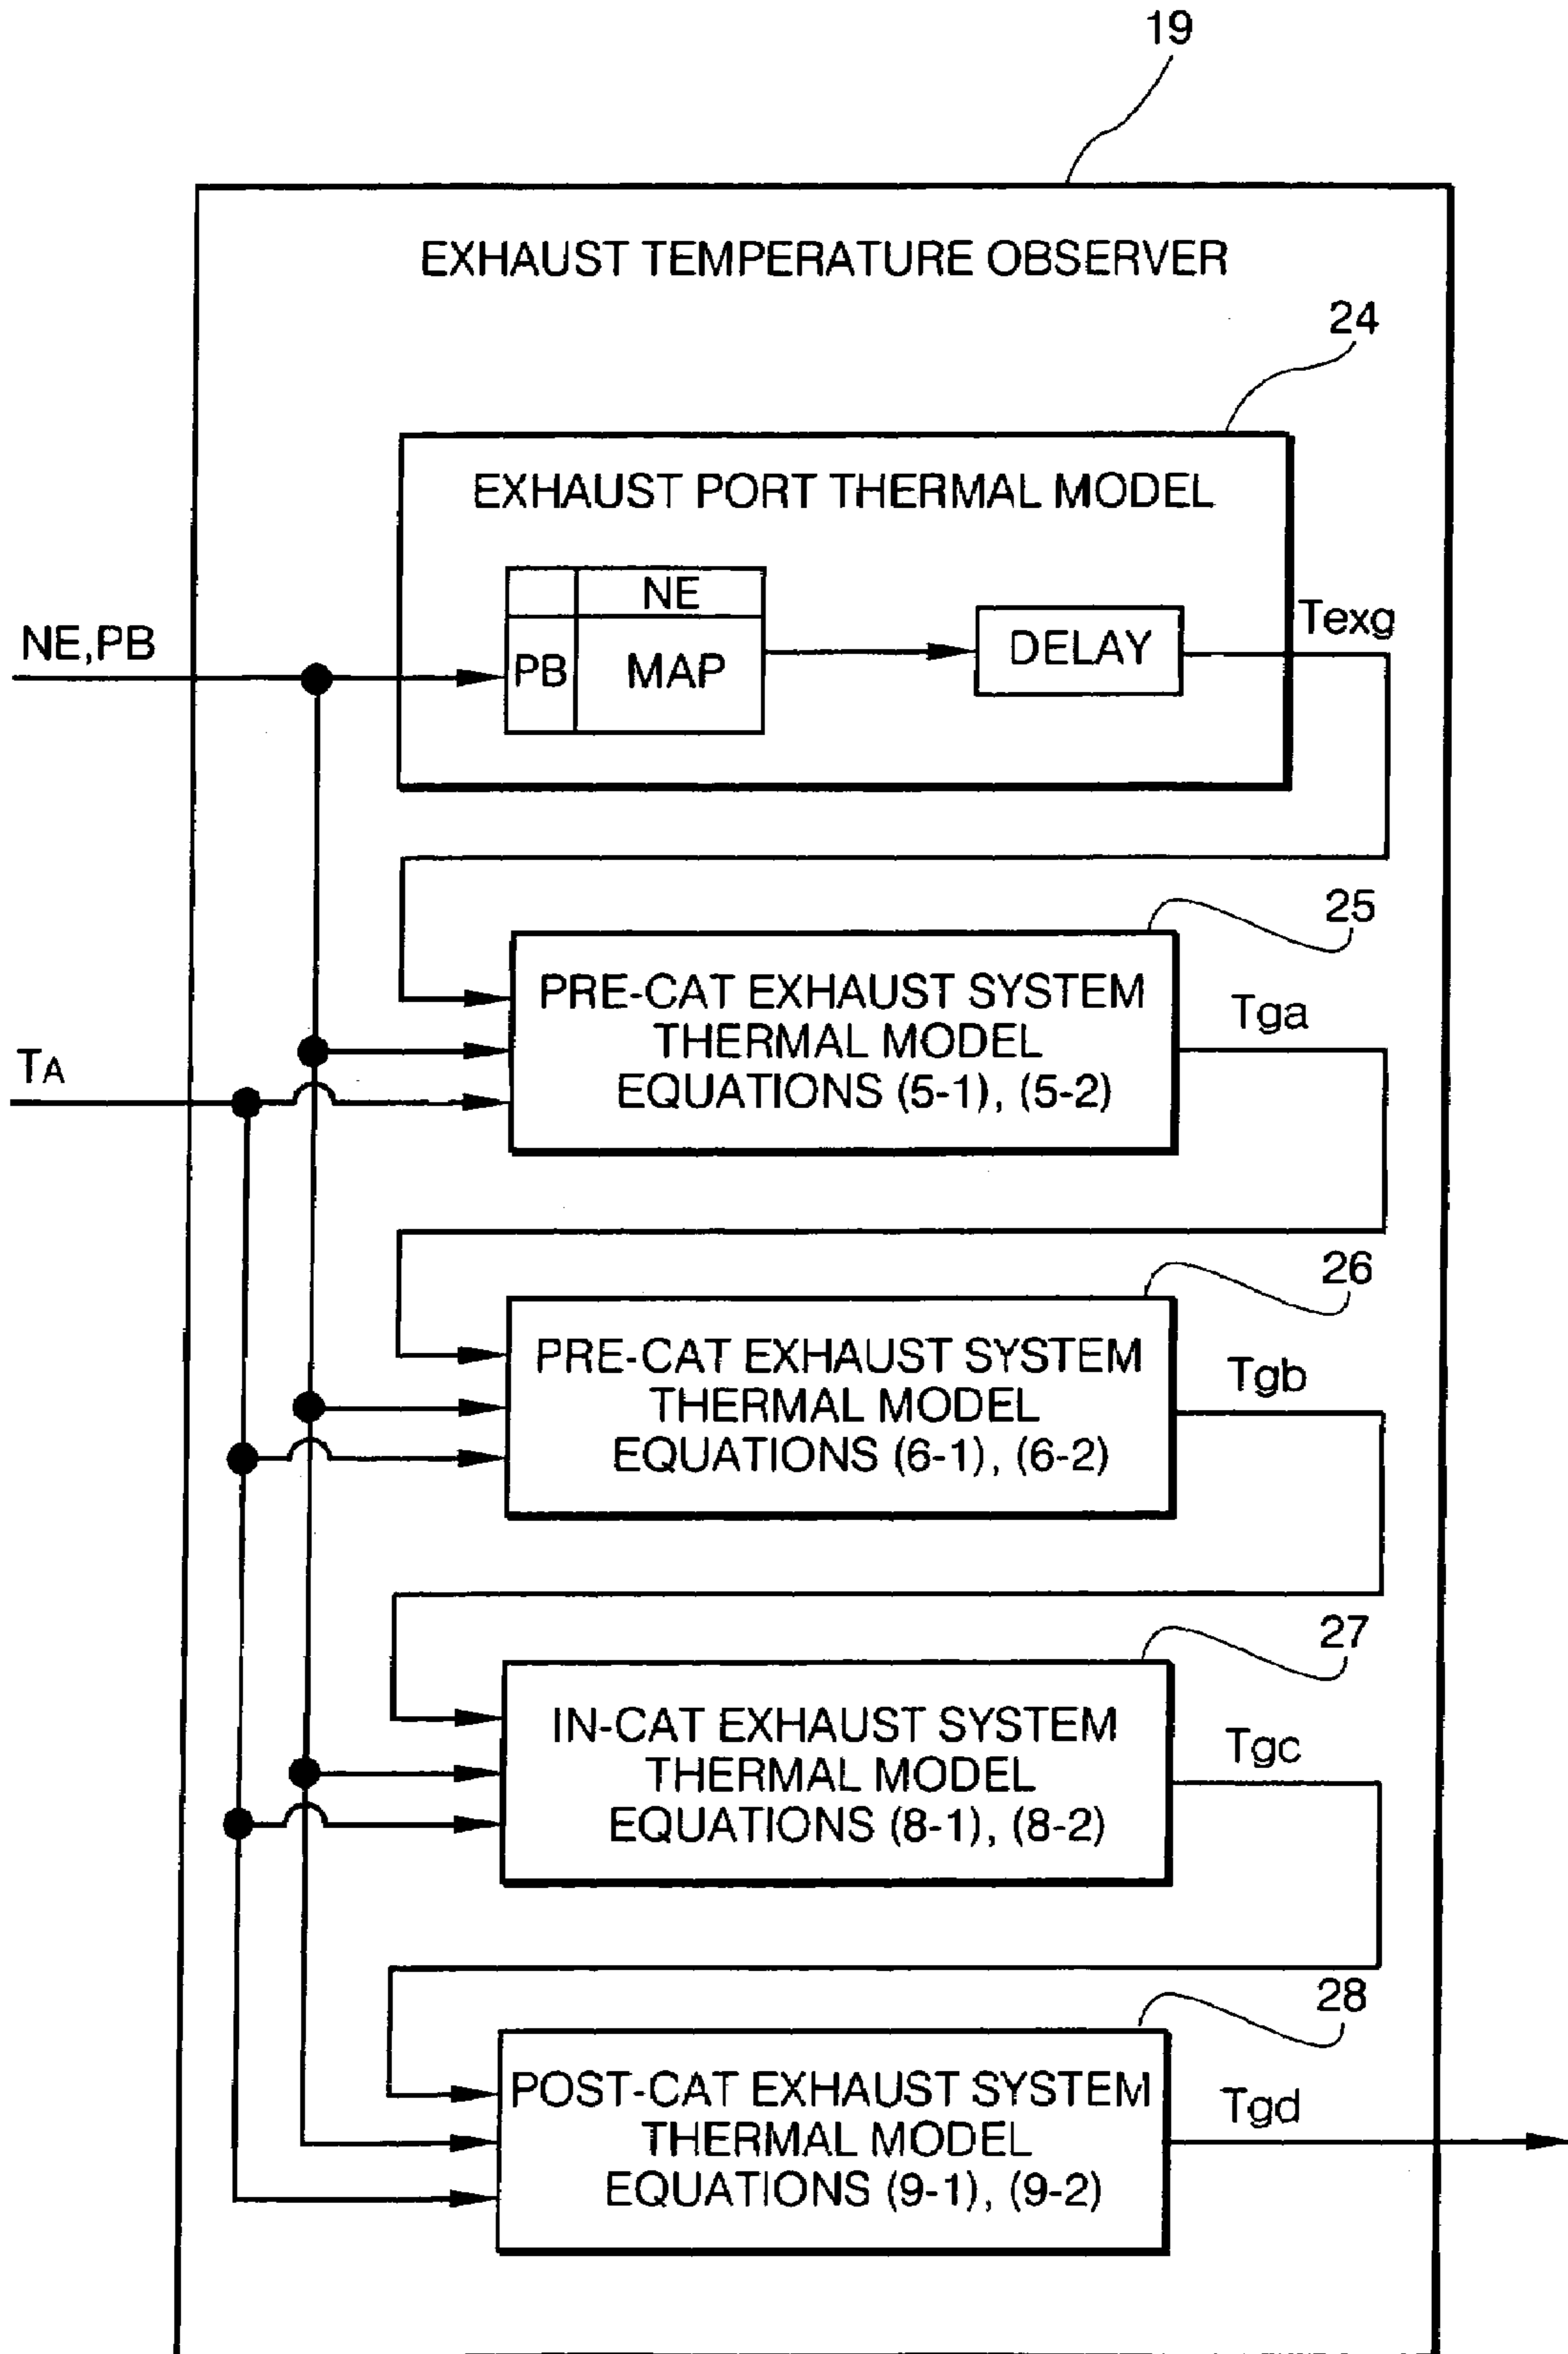 19
EXHAUST TEMPERATURE OBSERVER
24
EXHAUST PORT THERMAL MODEL
NE
PB
MAP
DELAY
Texg
NE,PB
25
PRE-CAT EXHAUST SYSTEM
THERMAL MODEL
EQUATIONS (5-1), (5-2)
Tga
TA
26
PRE-CAT EXHAUST SYSTEM
THERMAL MODEL
EQUATIONS (6-1), (6-2)
Tgb
27
IN-CAT EXHAUST SYSTEM
THERMAL MODEL
EQUATIONS (8-1), (8-2)
Tgc
28
POST-CAT EXHAUST SYSTEM
THERMAL MODEL
EQUATIONS (9-1), (9-2)
Tgd